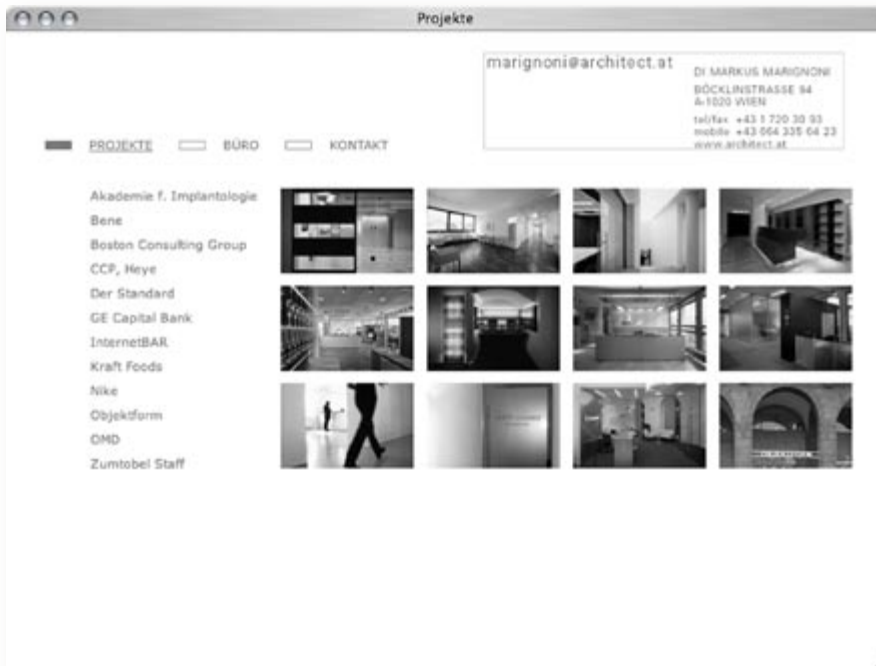 Projekte
marignoni@architect.at
DI MARKUS MARIGNONI
BÖCKLINSTRASSE 94
A-1020 WIEN
tel/fax +43 1 720 30 93
mobile +43 664 335 64 23
www.architect.at
PROJEKTE BÜRO KONTAKT
Akademie f. Implantologie
Bene
Boston Consulting Group
CCP, Heye
Der Standard
GE Capital Bank
InternetBAR
Kraft Foods
Nike
Objektform
OMD
Zumtobel Staff